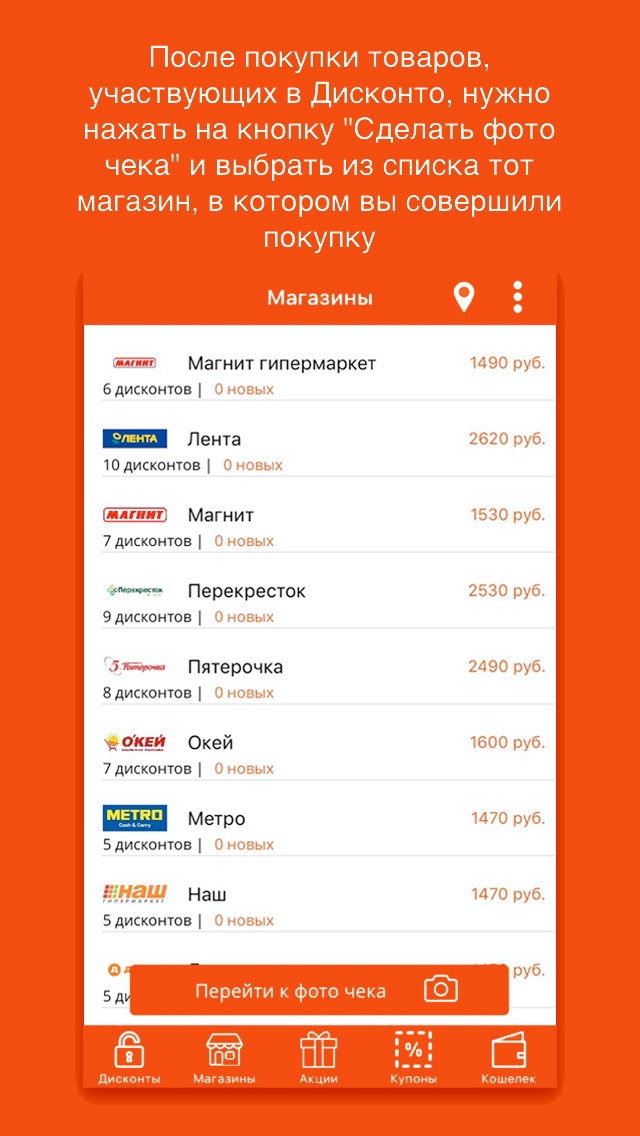 После покупки товаров,
участвующих в Дисконто, нужно
нажать на кнопку "Сделать фото
чека" и выбрать из списка тот
магазин, в котором вы совершили
покупку
Магазины
МАГНИТ Магнит гипермаркет 1490 руб.
6 дисконтов | 0 новых
ЛЕНТА Лента 2620 руб.
10 дисконтов | 0 новых
МАГНИТ Магнит 1530 руб.
7 дисконтов | 0 новых
Перекресток Перекресток 2530 руб.
9 дисконтов | 0 новых
5 Пятёрочка Пятерочка 2490 руб.
8 дисконтов | 0 новых
О'КЕЙ Окей 1600 руб.
7 дисконтов | 0 новых
METRO
Cash & Carry
Метро 1470 руб.
5 дисконтов | 0 новых
НАШ
ГИПЕРМАРКЕТ
Наш 1470 руб.
5 дисконтов | 0 новых
руб.
Перейти к фото чека
Дисконты Магазины Акции Купоны Кошелек